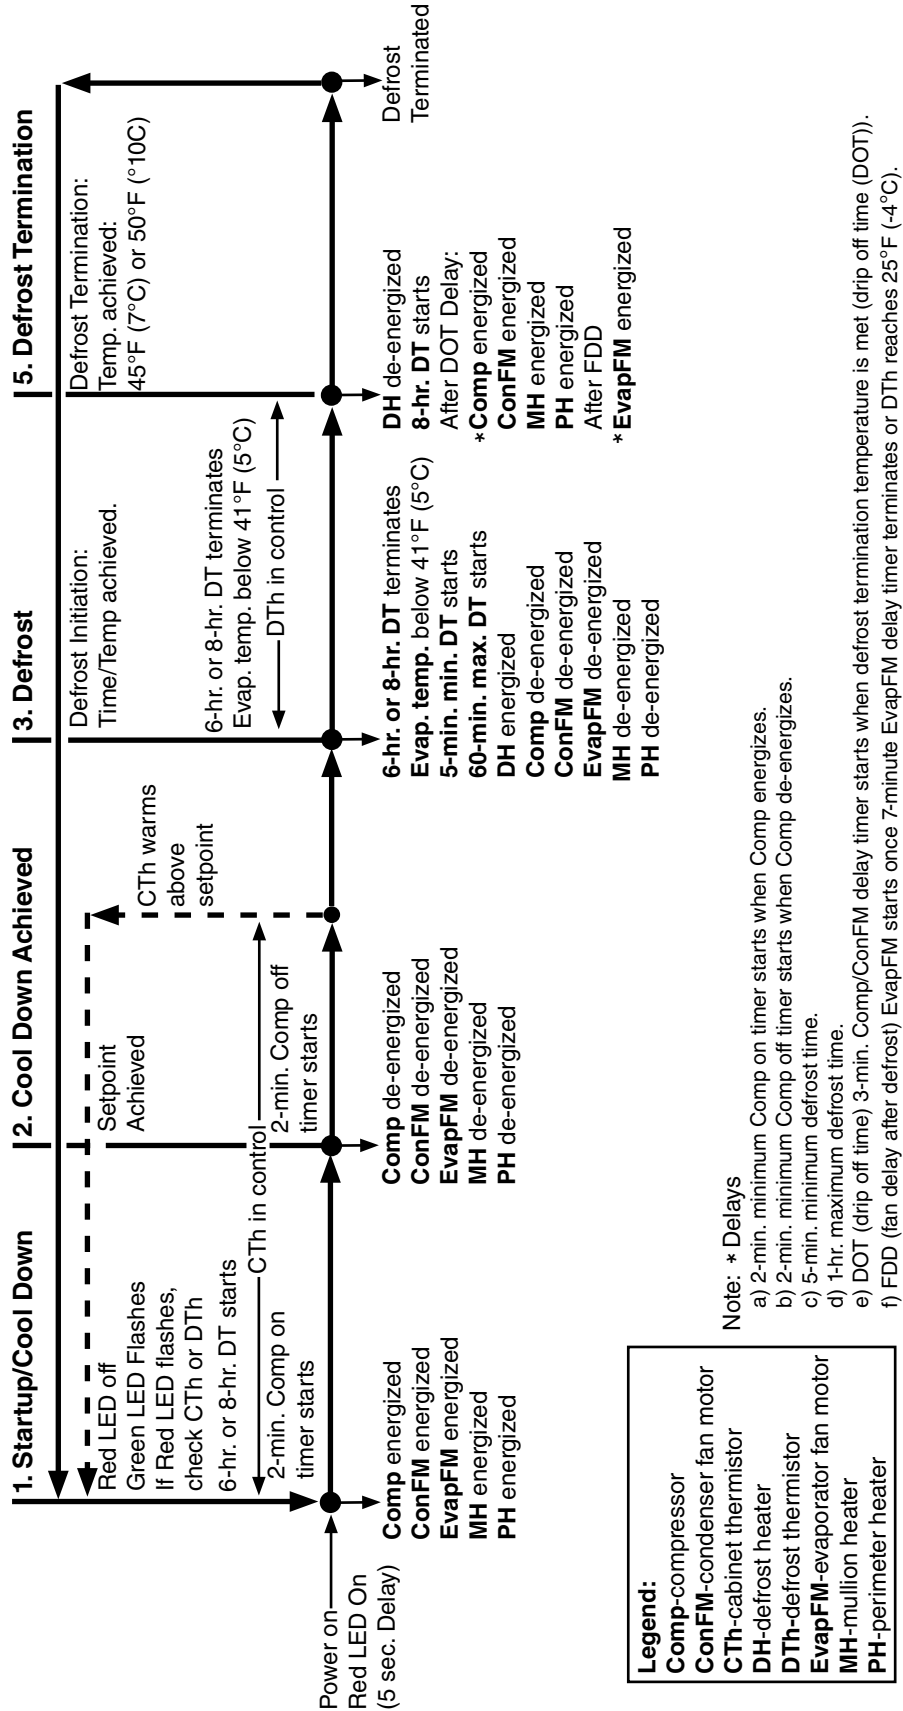 1. Startup/Cool Down
2. Cool Down Achieved
3. Defrost
5. Defrost Termination
Red LED off
Green LED Flashes
If Red LED flashes,
check CTh or DTh
6-hr. or 8-hr. DT starts
CTh in control
2-min. Comp on
timer starts
Setpoint
Achieved
2-min. Comp off
timer starts
CTh warms
above
setpoint
Defrost Initiation:
Time/Temp achieved.
6-hr. or 8-hr. DT terminates
Evap. temp. below 41°F (5°C)
DTh in control
Defrost Termination:
Temp. achieved:
45°F (7°C) or 50°F (°10C)
Power on
Red LED On
(5 sec. Delay)
Comp energized
ConFM energized
EvapFM energized
MH energized
PH energized
Comp de-energized
ConFM de-energized
EvapFM de-energized
MH de-energized
PH de-energized
6-hr. or 8-hr. DT terminates
Evap. temp. below 41°F (5°C)
5-min. min. DT starts
60-min. max. DT starts
DH energized
Comp de-energized
ConFM de-energized
EvapFM de-energized
MH de-energized
PH de-energized
DH de-energized
8-hr. DT starts
After DOT Delay:
*Comp energized
ConFM energized
MH energized
PH energized
After FDD
*EvapFM energized
Defrost
Terminated
Legend:
Comp-compressor
ConFM-condenser fan motor
CTh-cabinet thermistor
DH-defrost heater
DTh-defrost thermistor
EvapFM-evaporator fan motor
MH-mullion heater
PH-perimeter heater
Note: * Delays
a) 2-min. minimum Comp on timer starts when Comp energizes.
b) 2-min. minimum Comp off timer starts when Comp de-energizes.
c) 5-min. minimum defrost time.
d) 1-hr. maximum defrost time.
e) DOT (drip off time) 3-min. Comp/ConFM delay timer starts when defrost termination temperature is met (drip off time (DOT)).
f) FDD (fan delay after defrost) EvapFM starts once 7-minute EvapFM delay timer terminates or DTh reaches 25°F (-4°C).